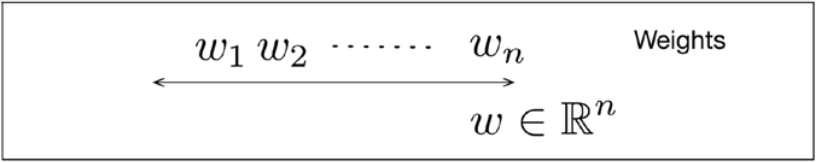 w₁ w₂ ······· wₙ Weights
w ∈ ℝⁿ